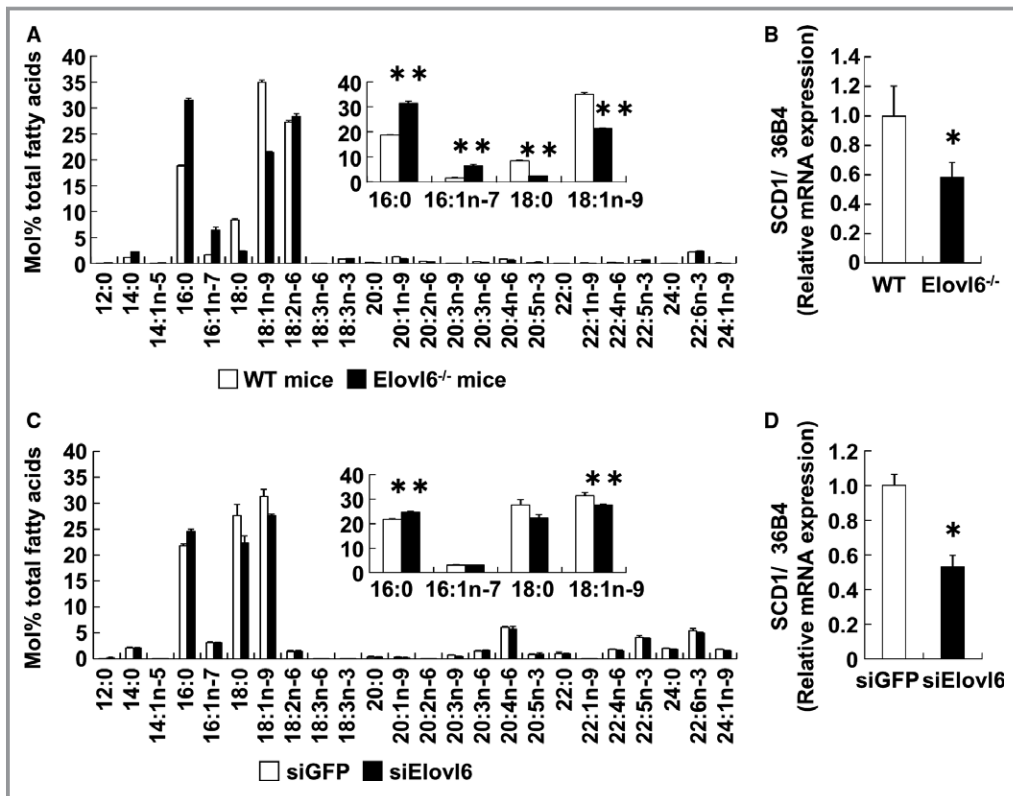 A
Mol% total fatty acids
40
35
30
25
20
15
10
5
0
12:0
14:0
14:1n-5
16:0
16:1n-7
18:0
18:1n-9
18:2n-6
18:3n-6
18:3n-3
20:0
20:1n-9
20:2n-6
20:3n-9
20:3n-6
20:4n-6
20:5n-3
22:0
22:1n-9
22:4n-6
22:5n-3
24:0
22:6n-3
24:1n-9
40
30
20
10
0
** ** ** **
16:0 16:1n-7 18:0 18:1n-9
WT mice Elovl6-/- mice
B
SCD1/ 36B4
(Relative mRNA expression)
1.4
1.2
1.0
0.8
0.6
0.4
0.2
0
*
WT Elovl6-/-
C
Mol% total fatty acids
40
35
30
25
20
15
10
5
0
12:0
14:0
14:1n-5
16:0
16:1n-7
18:0
18:1n-9
18:2n-6
18:3n-6
18:3n-3
20:0
20:1n-9
20:2n-6
20:3n-9
20:3n-6
20:4n-6
20:5n-3
22:0
22:1n-9
22:4n-6
22:5n-3
24:0
22:6n-3
24:1n-9
40
30
20
10
0
** **
16:0 16:1n-7 18:0 18:1n-9
siGFP siElovl6
D
SCD1/ 36B4
(Relative mRNA expression)
1.2
1.0
0.8
0.6
0.4
0.2
0
*
siGFP siElovl6